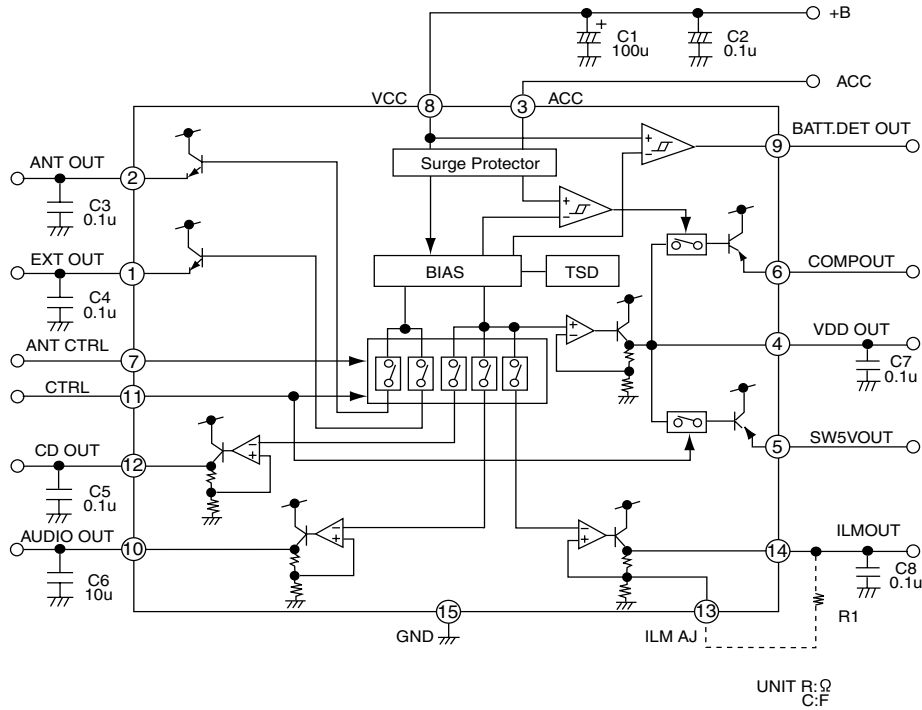 +B
+
C1
100u
C2
0.1u
ACC
VCC
8
3
ACC
BATT.DET OUT
9
+
−
ANT OUT
2
Surge Protector
C3
0.1u
+
−
EXT OUT
1
BIAS
TSD
6
COMPOUT
C4
0.1u
ANT CTRL
7
+
−
VDD OUT
4
C7
0.1u
CTRL
11
SW5VOUT
5
CD OUT
12
−
+
C5
0.1u
AUDIO OUT
10
−
+
−
+
14
ILMOUT
C6
10u
C8
0.1u
15
GND
13
ILM AJ
R1
UNIT R:Ω
C:F